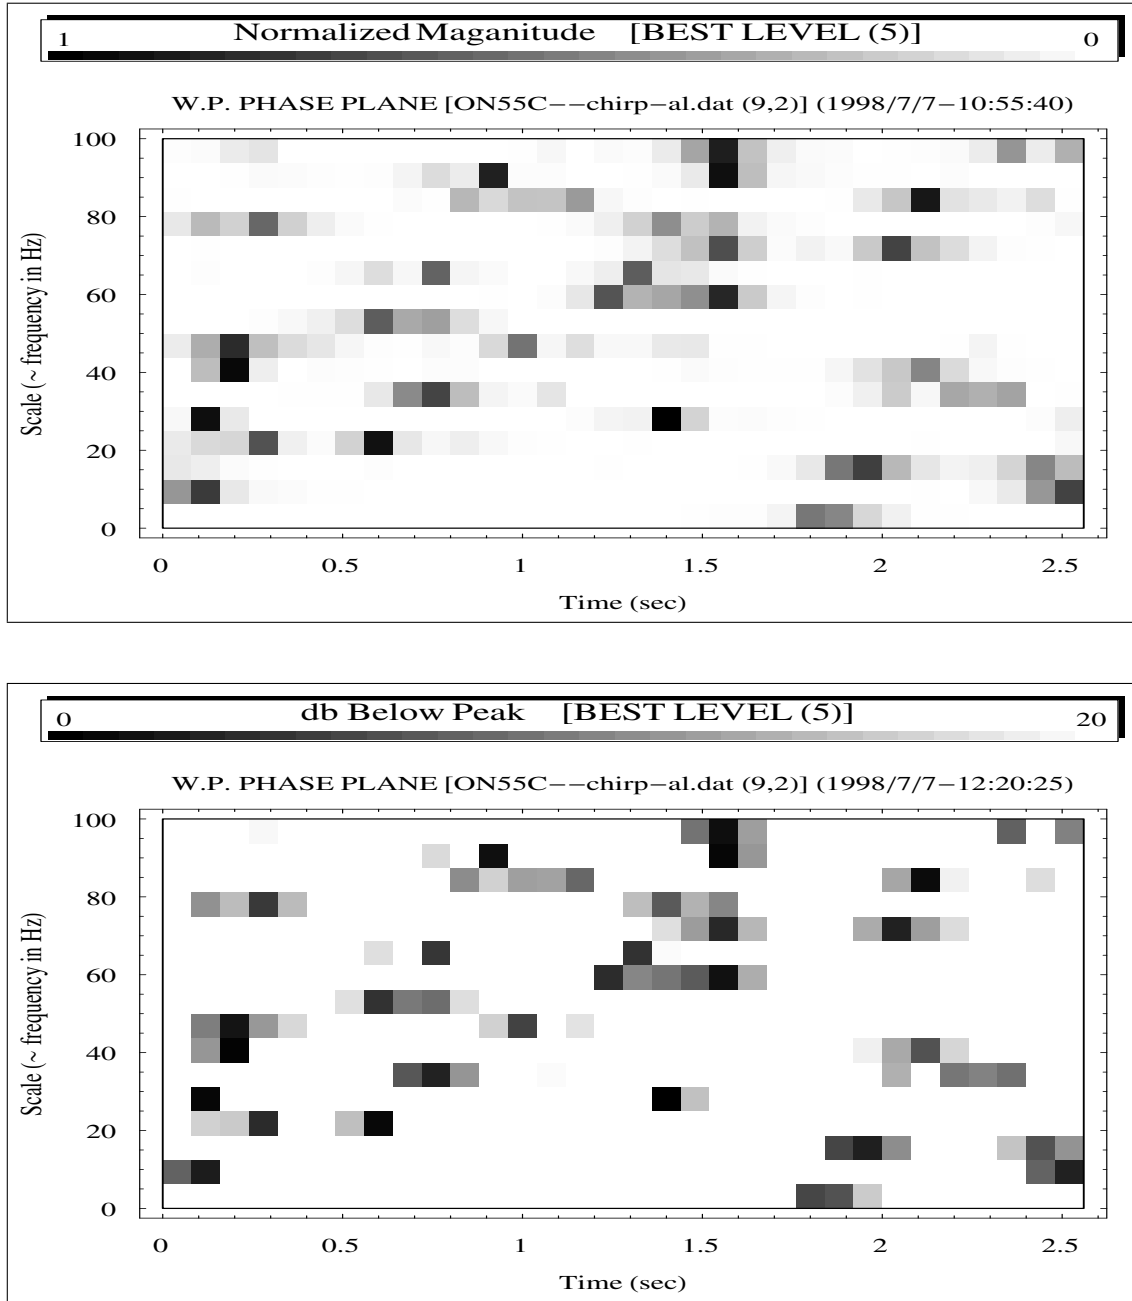 Normalized Maganitude [BEST LEVEL (5)]
1 0
W.P. PHASE PLANE [ON55C−−chirp−al.dat (9,2)] (1998/7/7−10:55:40)
100
80
60
40
20
0
Scale (~ frequency in Hz)
0 0.5 1 1.5 2 2.5
Time (sec)
db Below Peak [BEST LEVEL (5)]
0 20
W.P. PHASE PLANE [ON55C−−chirp−al.dat (9,2)] (1998/7/7−12:20:25)
100
80
60
40
20
0
Scale (~ frequency in Hz)
0 0.5 1 1.5 2 2.5
Time (sec)